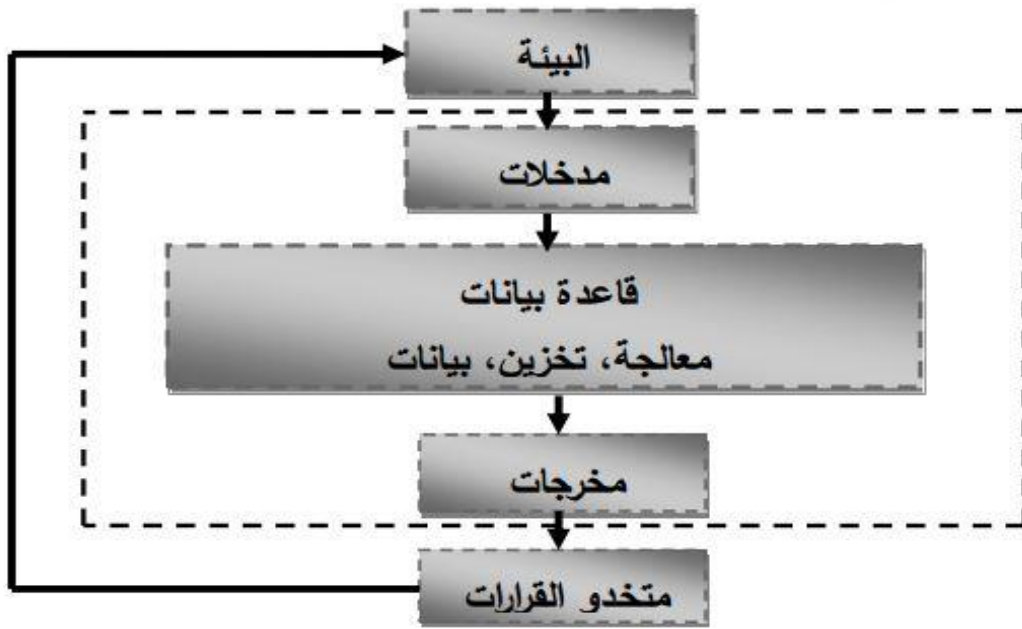 البيئة
مدخلات
قاعدة بيانات
معالجة، تخزين، بيانات
مخرجات
متخدو القرارات